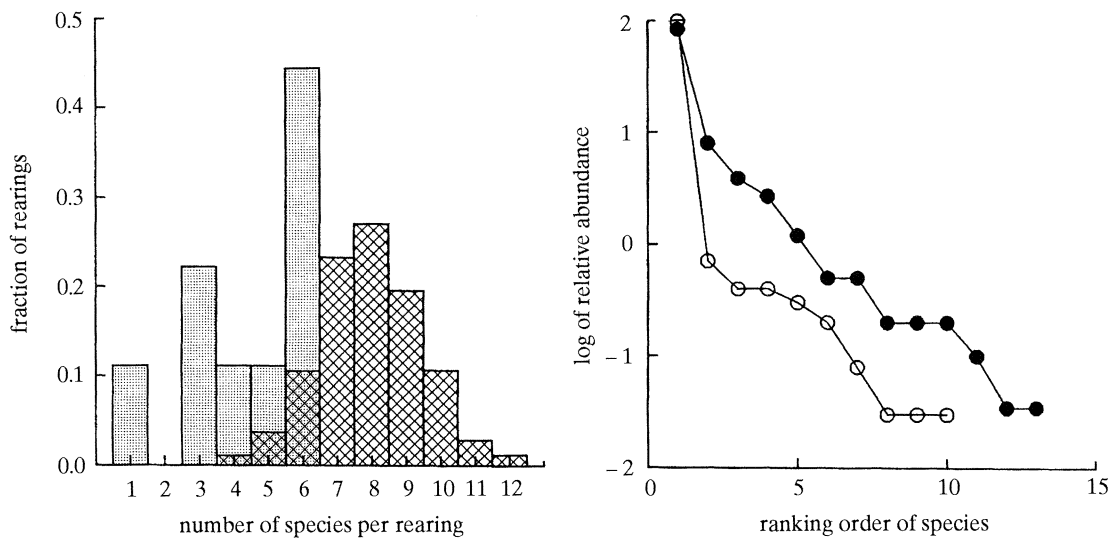 0.5
0.4
0.3
0.2
0.1
0.0
fraction of rearings
1 2 3 4 5 6 7 8 9 10 11 12
number of species per rearing
2
1
0
−1
−2
log of relative abundance
0 5 10 15
ranking order of species